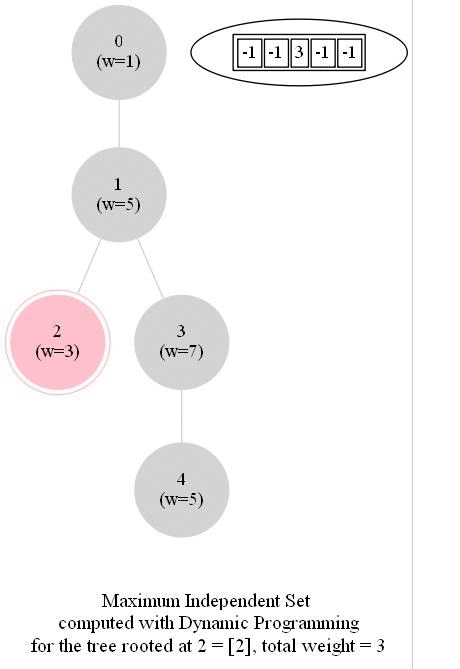 0
(w=1)
-1 -1 3 -1 -1
1
(w=5)
2
(w=3)
3
(w=7)
4
(w=5)
Maximum Independent Set
computed with Dynamic Programming
for the tree rooted at 2 = [2], total weight = 3